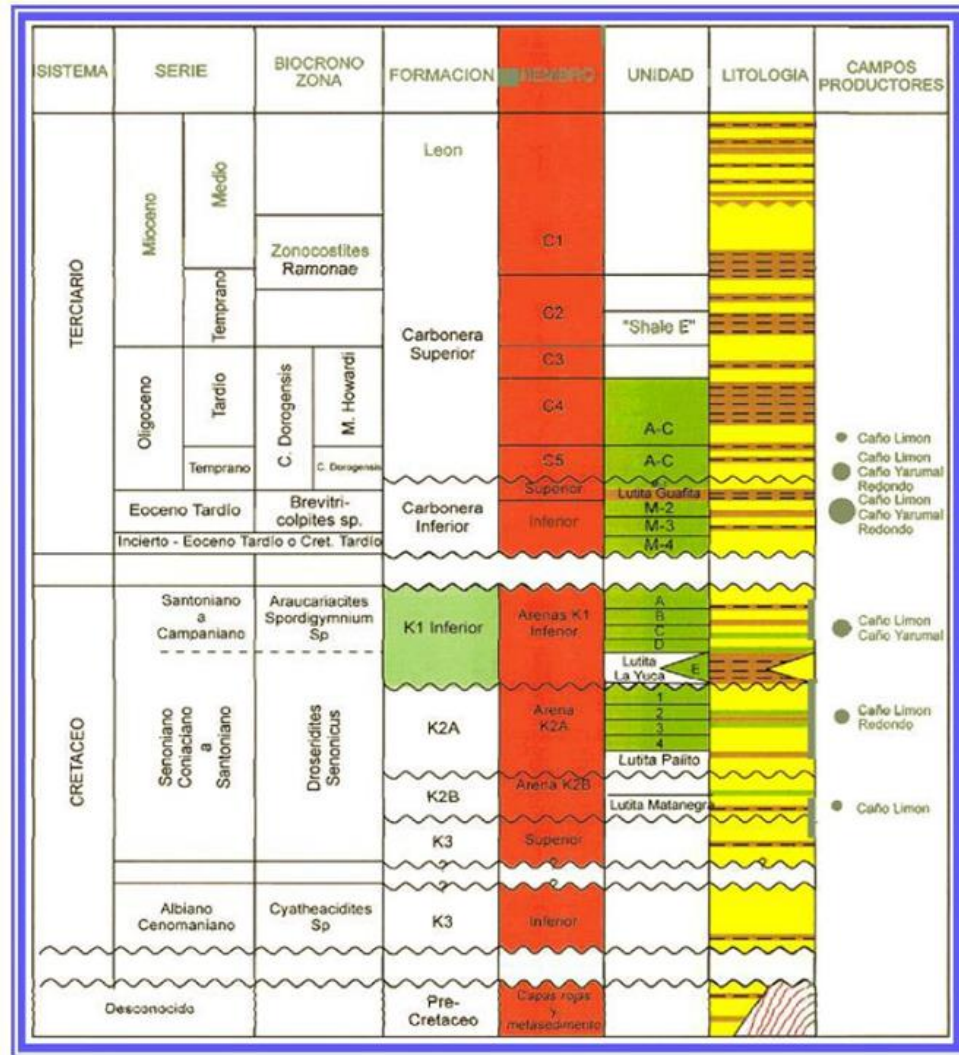 SISTEMA
SERIE
BIOCRONO
ZONA
FORMACION
MIEMBRO
UNIDAD
LITOLOGIA
CAMPOS
PRODUCTORES
TERCIARIO
Mioceno
Medio
Temprano
Zonocostites
Ramonae
Leon
Carbonera
Superior
C1
C2
"Shale E"
C3
Oligoceno
Tardio
Temprano
C. Dorogensis
M. Howardi
C. Dorogensis
C4
A-C
C5
A-C
Caño Limon
Caño Limon
Caño Yarumal
Redondo
Eoceno Tardío
Brevitri-
colpites sp.
Incierto - Eoceno Tardío o Cret. Tardío
Carbonera
Inferior
Superior
Inferior
Lutita Guafita
M-2
M-3
M-4
Caño Limon
Caño Yarumal
Redondo
CRETACEO
Santoniano
a
Campaniano
Araucariacites
Spordigymnium
Sp
K1 Inferior
Arenas K1
Inferior
A
B
C
D
Lutita
La Yuca
E
Caño Limon
Caño Yarumal
Senoniano
Coniaciano
a
Santoniano
Droseridites
Senonicus
K2A
Arena
K2A
1
2
3
4
Lutita Paiito
Caño Limon
Redondo
K2B
Arena K2B
Lutita Matanegra
Caño Limon
K3
Superior
?
?
?
?
?
Albiano
Cenomaniano
Cyatheacidites
Sp
K3
Inferior
Desconocido
Pre-
Cretaceo
Capas rojas
y
metasedimento